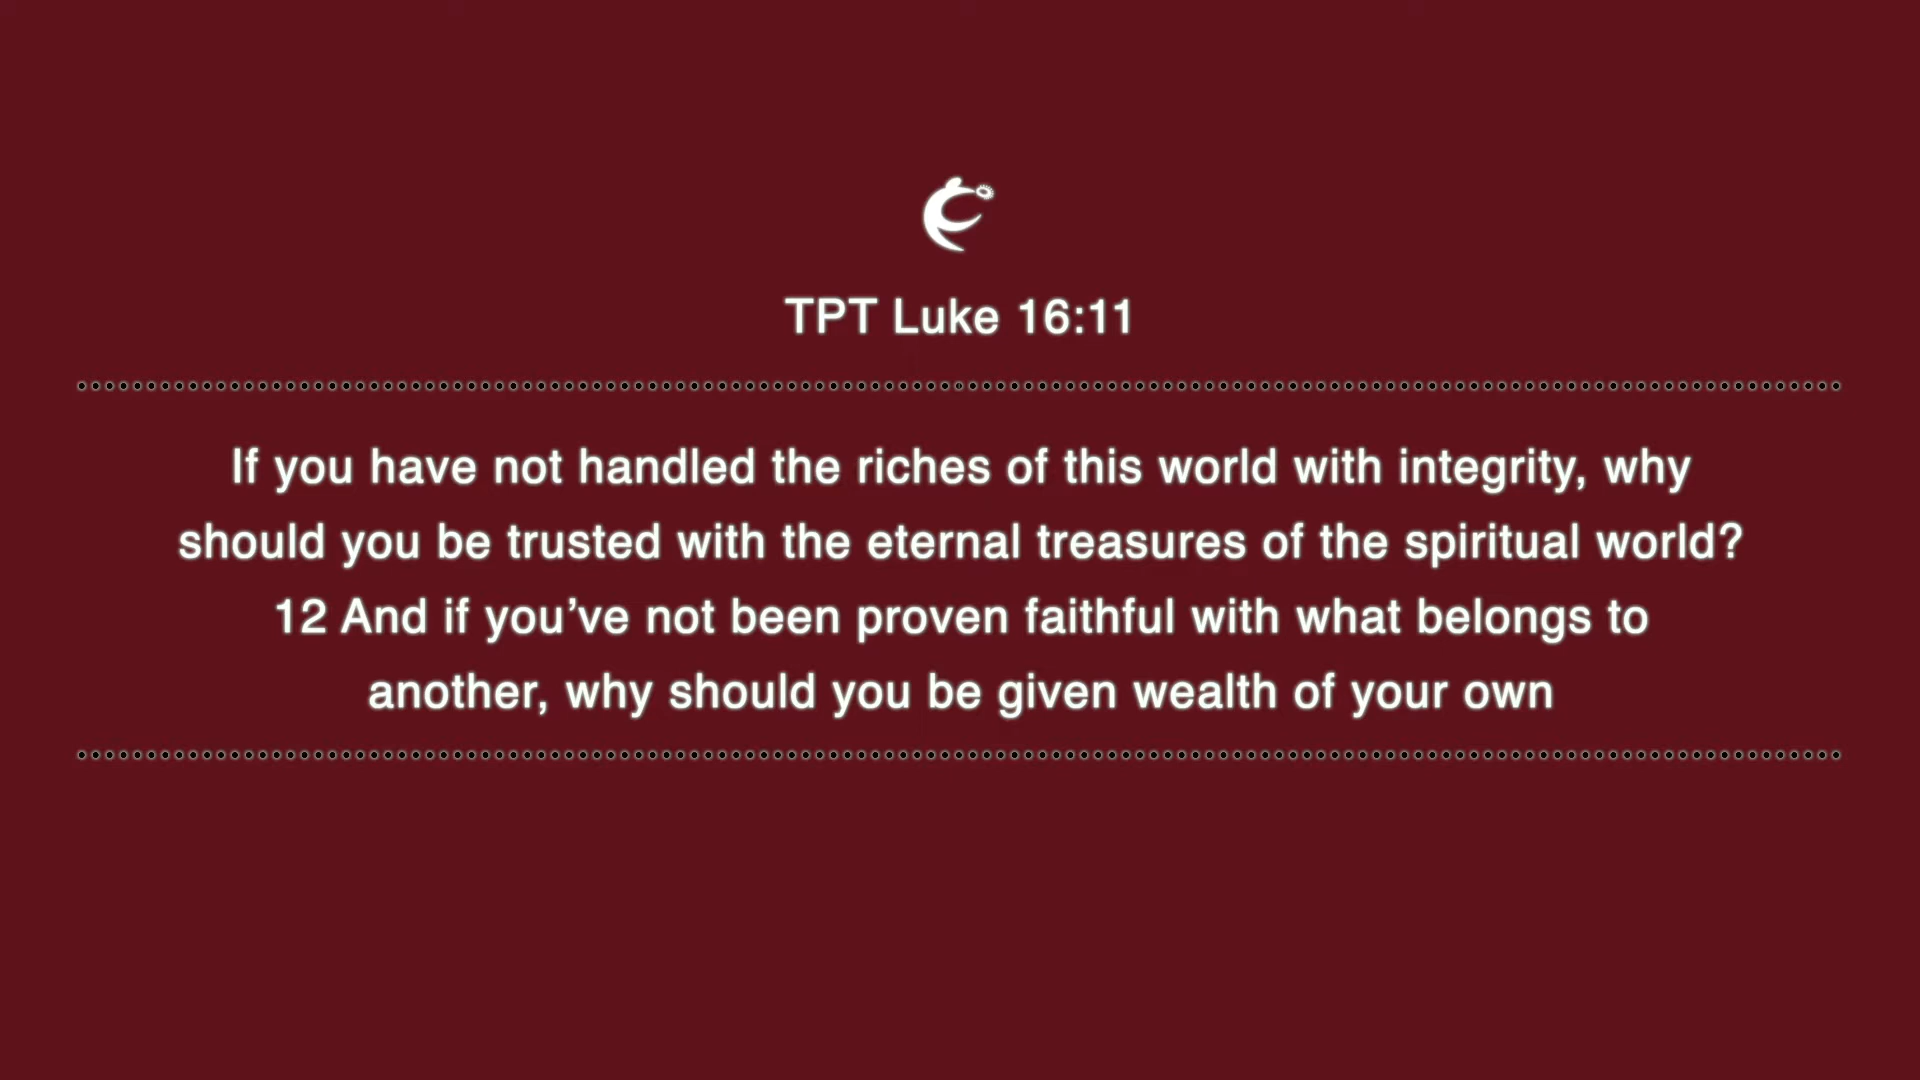 TPT Luke 16:11
If you have not handled the riches of this world with integrity, why
should you be trusted with the eternal treasures of the spiritual world?
12 And if you’ve not been proven faithful with what belongs to
another, why should you be given wealth of your own